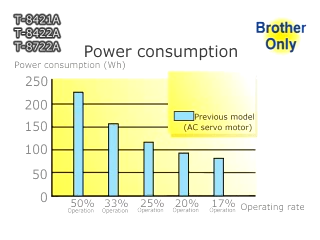 T-8421A
T-8422A
T-8722A
Brother
Only
Power consumption
Power consumption (Wh)
250
200
150
100
50
0
Previous model
(AC servo motor)
50% 33% 25% 20% 17%
Operation Operation Operation Operation Operation
Operating rate